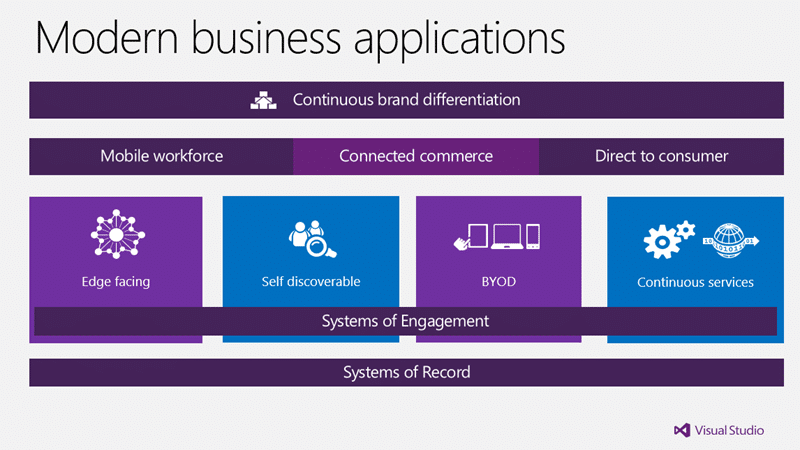 Modern business applications
Continuous brand differentiation
Mobile workforce
Connected commerce
Direct to consumer
Edge facing
Self discoverable
BYOD
Continuous services
Systems of Engagement
Systems of Record
Visual Studio